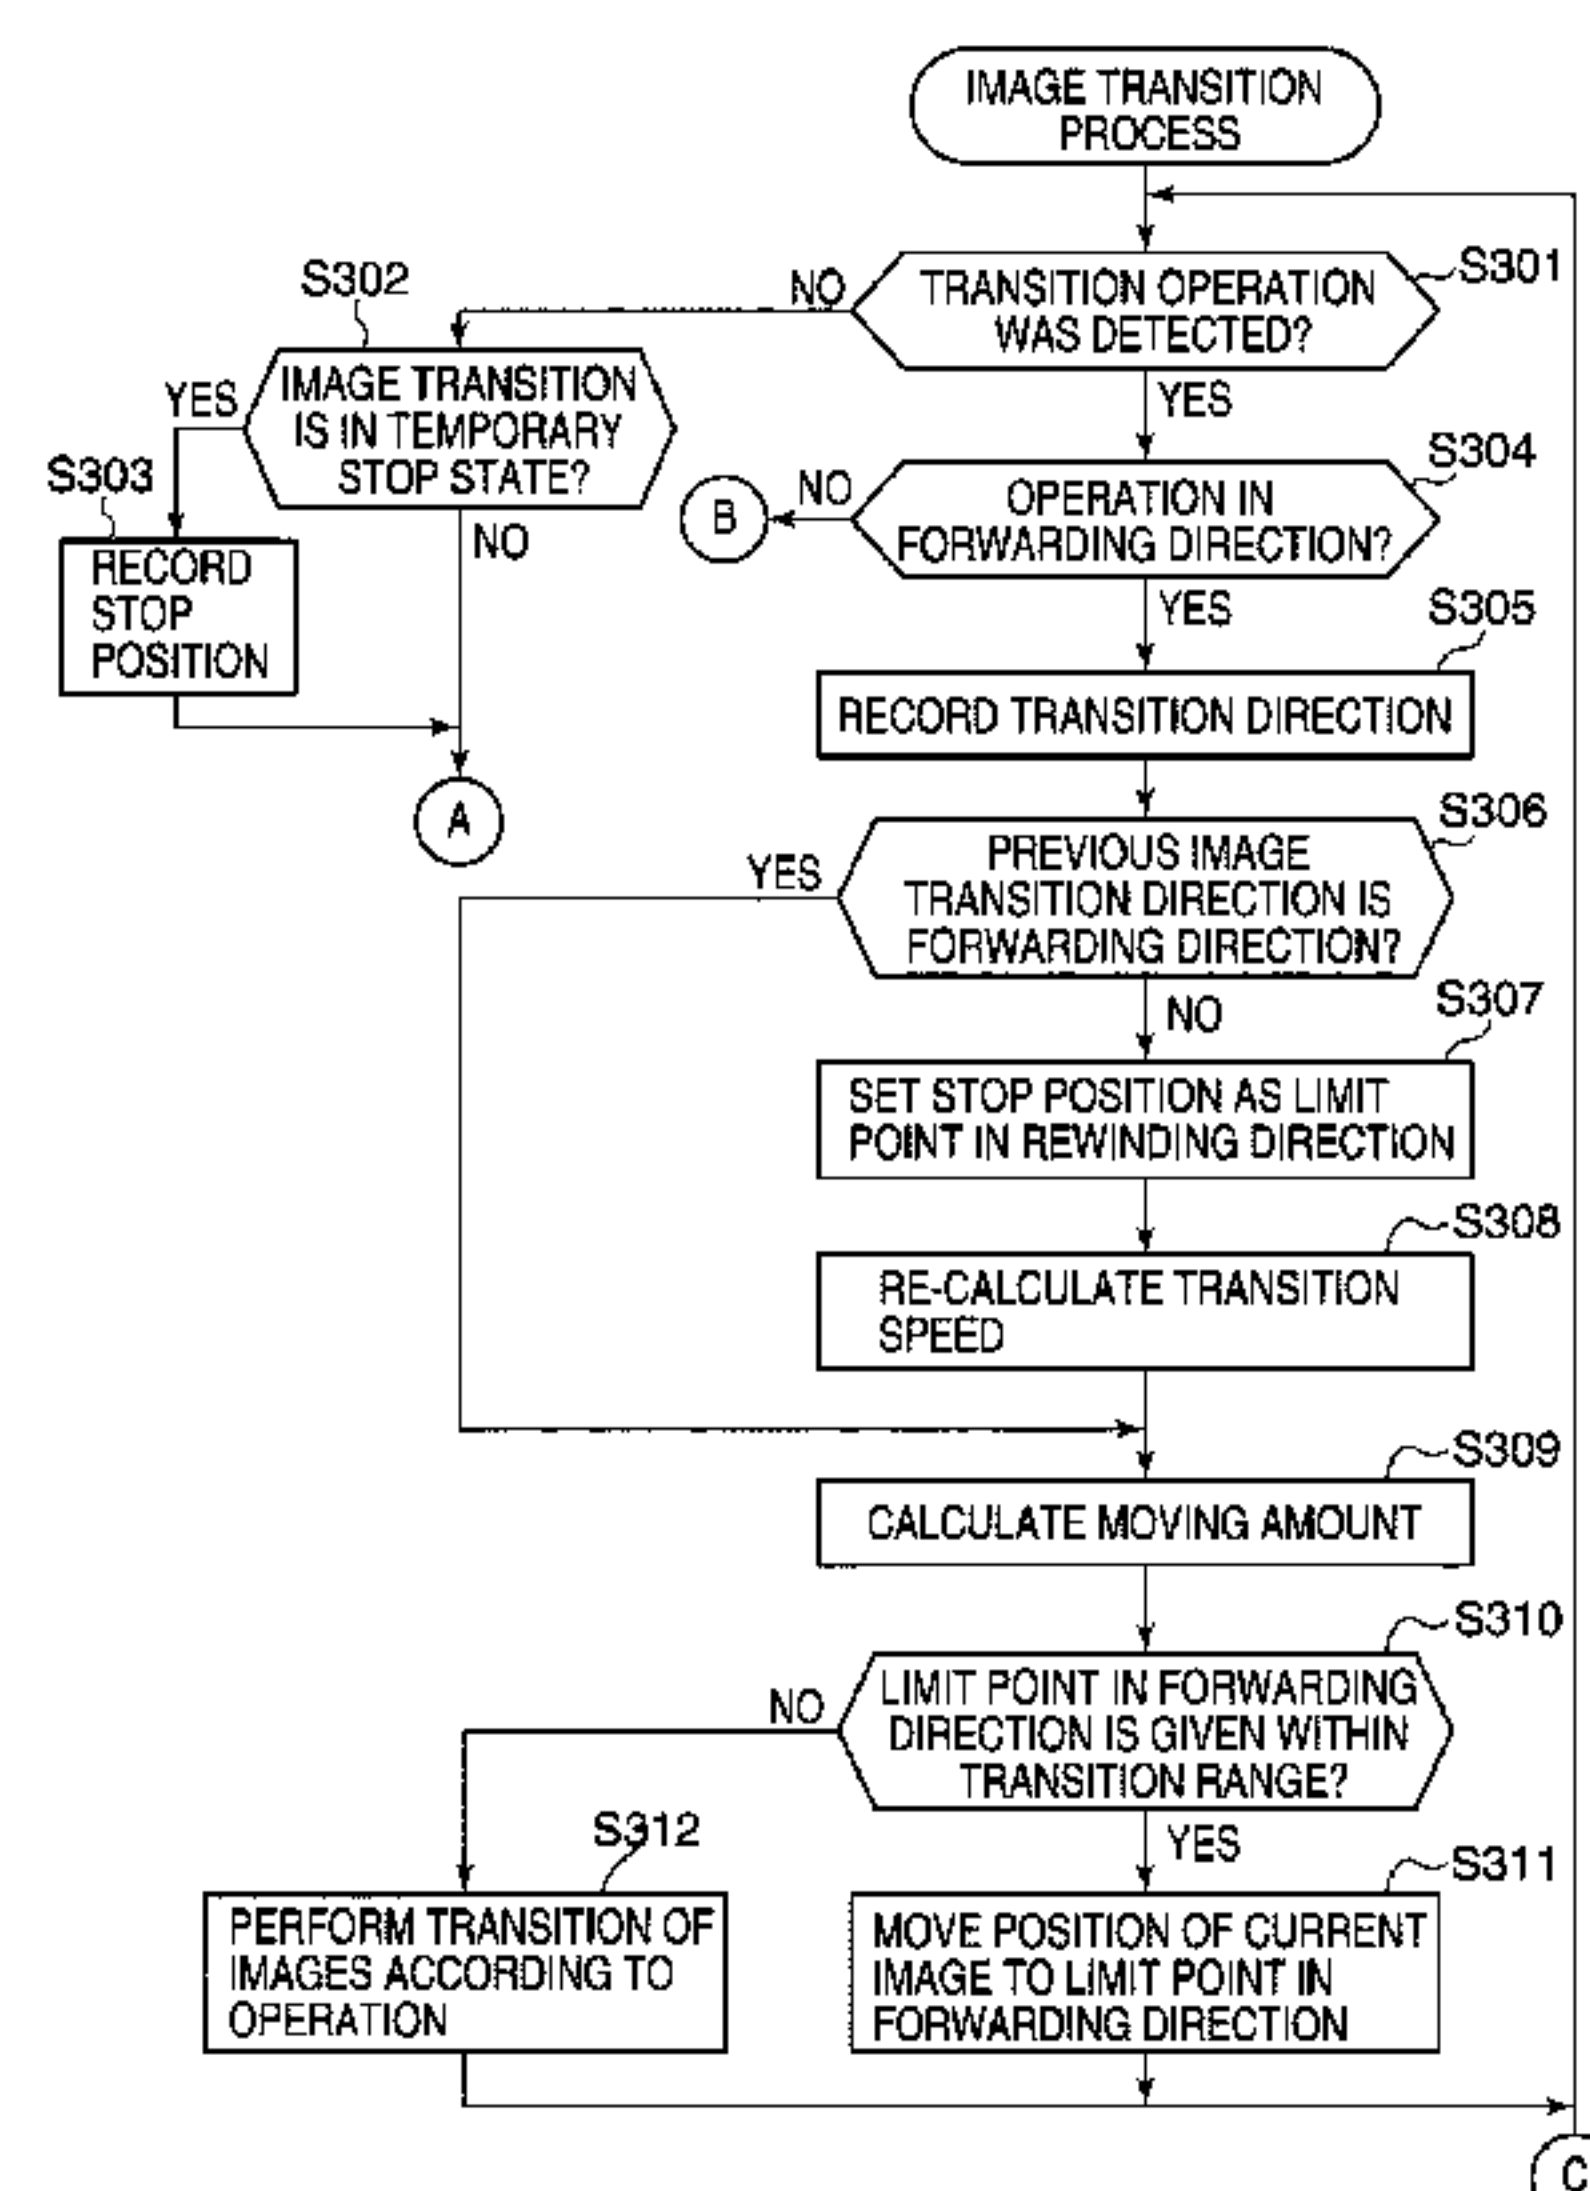 IMAGE TRANSITION
PROCESS
S301
TRANSITION OPERATION
WAS DETECTED?
NO
YES
S302
IMAGE TRANSITION
IS IN TEMPORARY
STOP STATE?
YES
NO
S303
RECORD
STOP
POSITION
A
S304
OPERATION IN
FORWARDING DIRECTION?
NO
B
YES
S305
RECORD TRANSITION DIRECTION
S306
PREVIOUS IMAGE
TRANSITION DIRECTION IS
FORWARDING DIRECTION?
YES
NO
S307
SET STOP POSITION AS LIMIT
POINT IN REWINDING DIRECTION
S308
RE-CALCULATE TRANSITION
SPEED
S309
CALCULATE MOVING AMOUNT
S310
LIMIT POINT IN FORWARDING
DIRECTION IS GIVEN WITHIN
TRANSITION RANGE?
NO
YES
S312
PERFORM TRANSITION OF
IMAGES ACCORDING TO
OPERATION
S311
MOVE POSITION OF CURRENT
IMAGE TO LIMIT POINT IN
FORWARDING DIRECTION
C